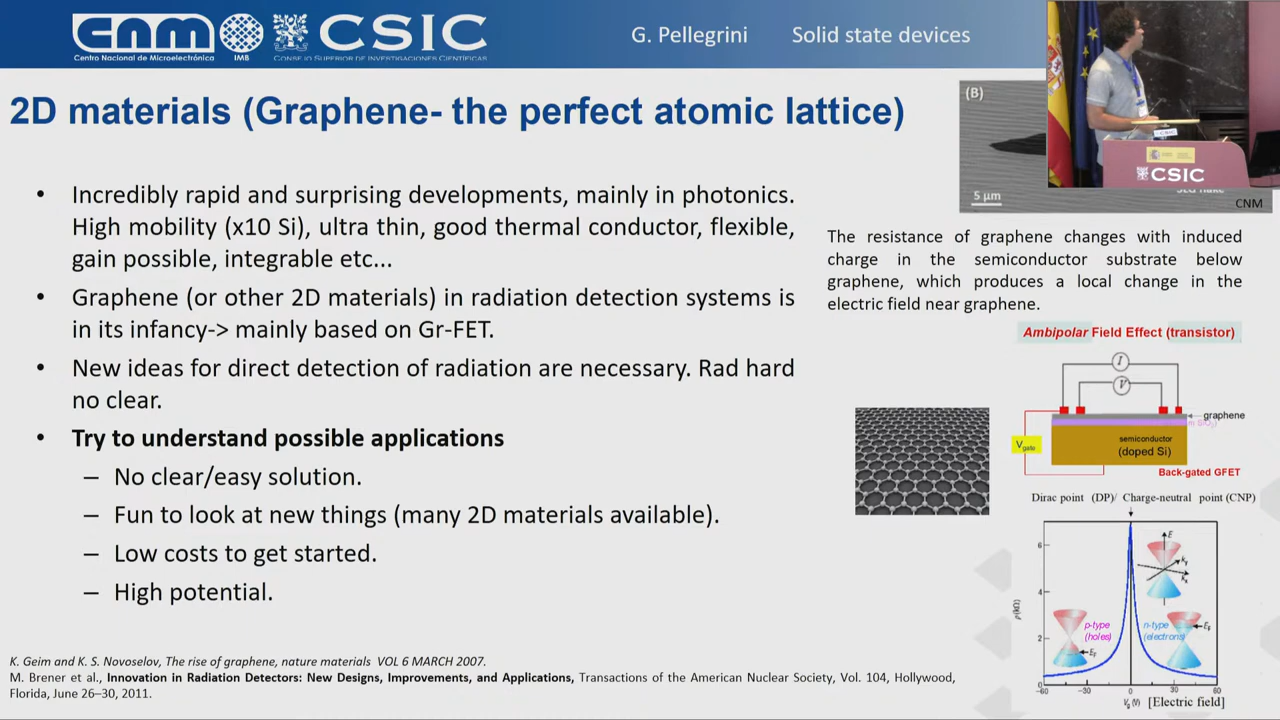 cnm
Centro Nacional de Microelectrónica
IMB
CSIC
CONSEJO SUPERIOR DE INVESTIGACIONES CIENTÍFICAS
G. Pellegrini Solid state devices
2D materials (Graphene- the perfect atomic lattice)
• Incredibly rapid and surprising developments, mainly in photonics.
High mobility (x10 Si), ultra thin, good thermal conductor, flexible,
gain possible, integrable etc...
• Graphene (or other 2D materials) in radiation detection systems is
in its infancy-> mainly based on Gr-FET.
• New ideas for direct detection of radiation are necessary. Rad hard
no clear.
• Try to understand possible applications
– No clear/easy solution.
– Fun to look at new things (many 2D materials available).
– Low costs to get started.
– High potential.
K. Geim and K. S. Novoselov, The rise of graphene, nature materials VOL 6 MARCH 2007.
M. Brener et al., Innovation in Radiation Detectors: New Designs, Improvements, and Applications, Transactions of the American Nuclear Society, Vol. 104, Hollywood,
Florida, June 26–30, 2011.
(B)
5 μm
CNM
CSIC
CSIC
The resistance of graphene changes with induced
charge in the semiconductor substrate below
graphene, which produces a local change in the
electric field near graphene.
Ambipolar Field Effect (transistor)
I
V
graphene
Vgate
semiconductor
(doped Si)
Back-gated GFET
Dirac point (DP)/ Charge-neutral point (CNP)
ρ(kΩ)
6
4
2
0
E
ky
kx
p-type
(holes)
EF
n-type
(electrons)
EF
-60 -30 0 30 60
Vg (V) [Electric field]